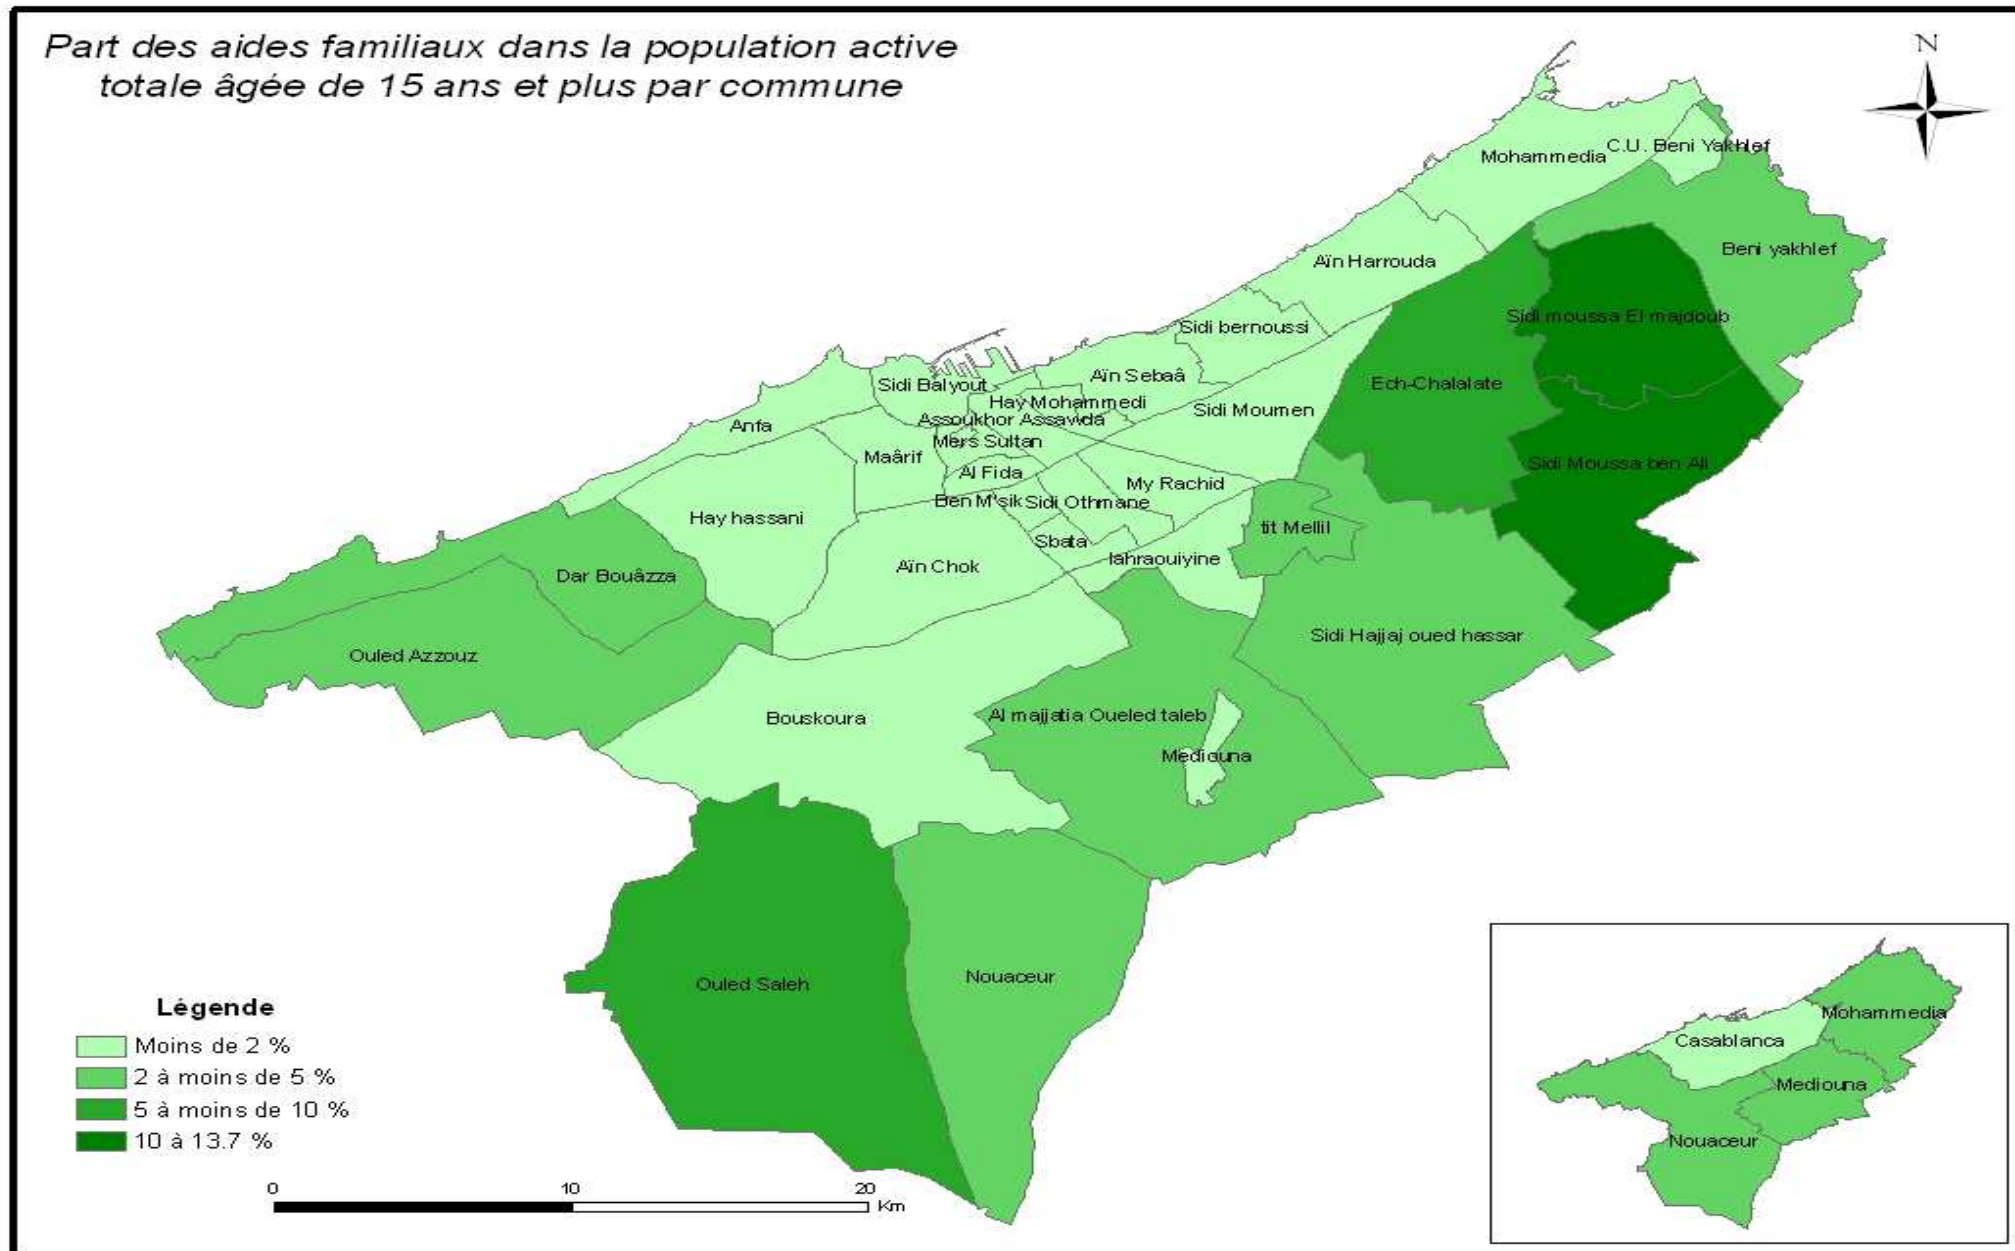 Part des aides familiaux dans la population active
totale âgée de 15 ans et plus par commune
N
Mohammedia
C.U. Beni Yakhlef
Beni yakhlef
Aïn Harrouda
Sidi moussa El majdoub
Sidi bernoussi
Aïn Sebaâ
Ech-Chalalate
Sidi Balyout
Hay Mohammedi
Sidi Moumen
Assoukhor Assawda
Anfa
Mers Sultan
Maârif
Al Fida
Sidi Moussa ben Ali
My Rachid
Ben M'sik
Sidi Othmane
Hay hassani
tit Mellil
Sbata
lahraouiyine
Aïn Chok
Dar Bouâzza
Sidi Hajjaj oued hassar
Ouled Azzouz
Bouskoura
Al majjatia Oueled taleb
Mediouna
Ouled Saleh
Nouaceur
Légende
Moins de 2 %
2 à moins de 5 %
5 à moins de 10 %
10 à 13.7 %
0 10 20
Km
Mohammedia
Casablanca
Mediouna
Nouaceur